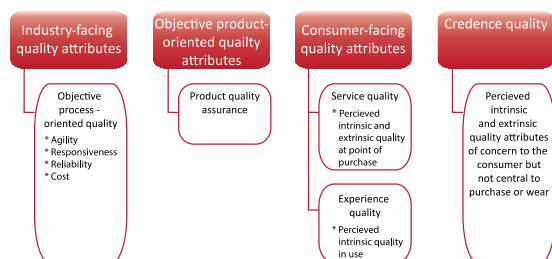 Industry-facing
quality attributes
Objective
process -
oriented quality
* Agility
* Responsiveness
* Reliability
* Cost
Objective product-
oriented quailty
attributes
Product quality
assurance
Consumer-facing
quality attributes
Service quality
* Percieved
intrinsic and
extrinsic quality
at point of
purchase
Experience
quality
* Percieved
intrinsic quality
in use
Credence quality
Percieved
intrinsic
and extrinsic
quality attributes
of concern to the
consumer but
not central to
purchase or wear